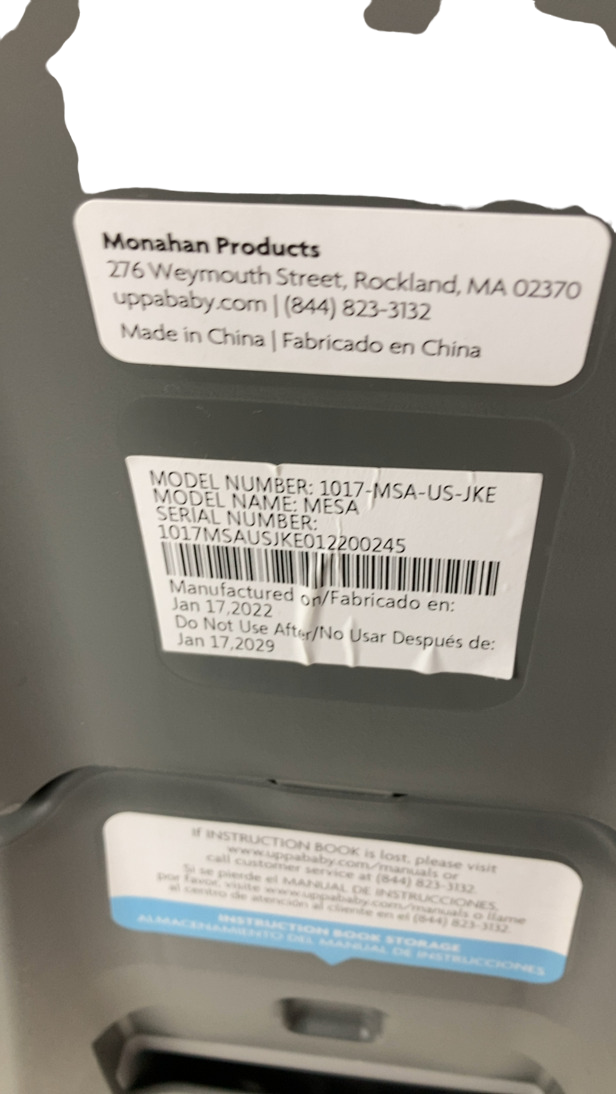 Monahan Products
276 Weymouth Street, Rockland, MA 02370
uppababy.com | (844) 823-3132
Made in China | Fabricado en China
MODEL NUMBER: 1017-MSA-US-JKE
MODEL NAME: MESA
SERIAL NUMBER:
1017MSAUSJKE012200245
Manufactured on/Fabricado en:
Jan 17,2022
Do Not Use After/No Usar Después de:
Jan 17,2029
If INSTRUCTION BOOK is lost, please visit
www.uppababy.com/manuals or
call customer service at (844) 823-3132.
Si se pierde el MANUAL DE INSTRUCCIONES,
por favor, visite www.uppababy.com/manuals o llame
al centro de atención al cliente en el (844) 823-3132.
INSTRUCTION BOOK STORAGE
ALMACENAMIENTO DEL MANUAL DE INSTRUCCIONES